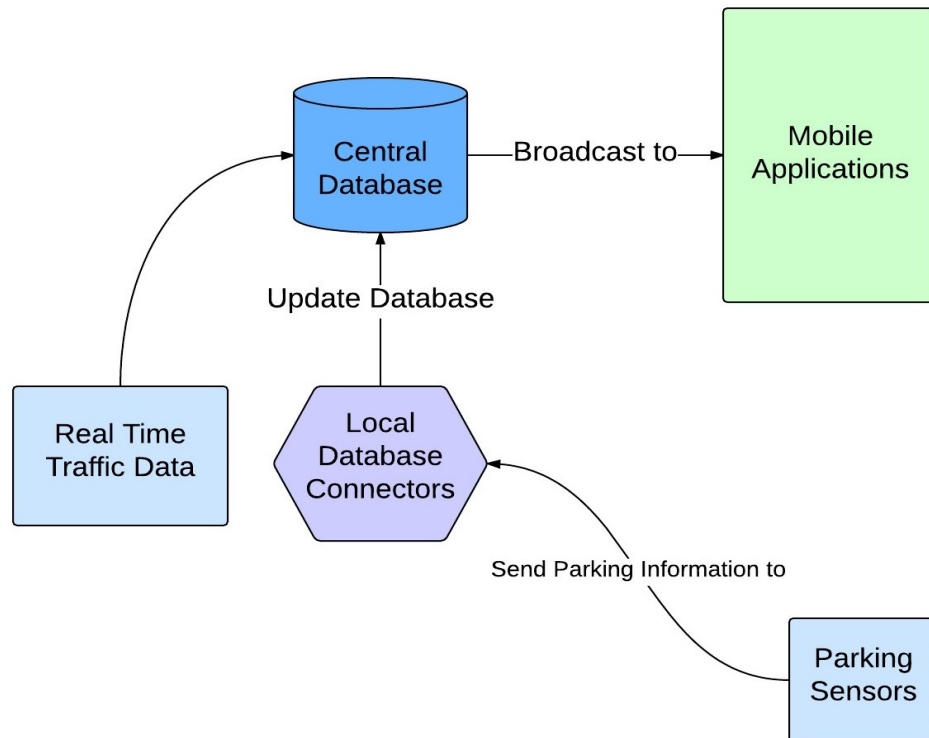 Mobile
Applications
Central
Database
Broadcast to
Update Database
Real Time
Traffic Data
Local
Database
Connectors
Send Parking Information to
Parking
Sensors